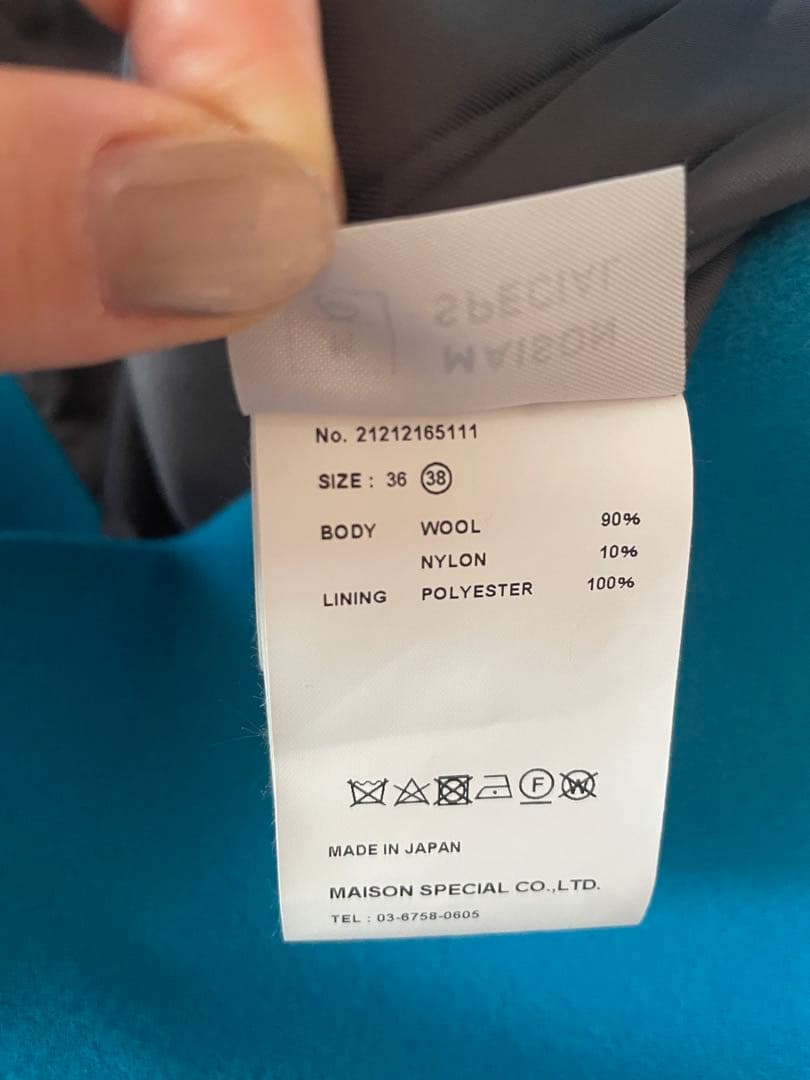 MAISON
SPECIAL
No. 21212165111
SIZE : 36 38
BODY WOOL 90%
NYLON 10%
LINING POLYESTER 100%
F W
MADE IN JAPAN
MAISON SPECIAL CO.,LTD.
TEL : 03-6758-0605